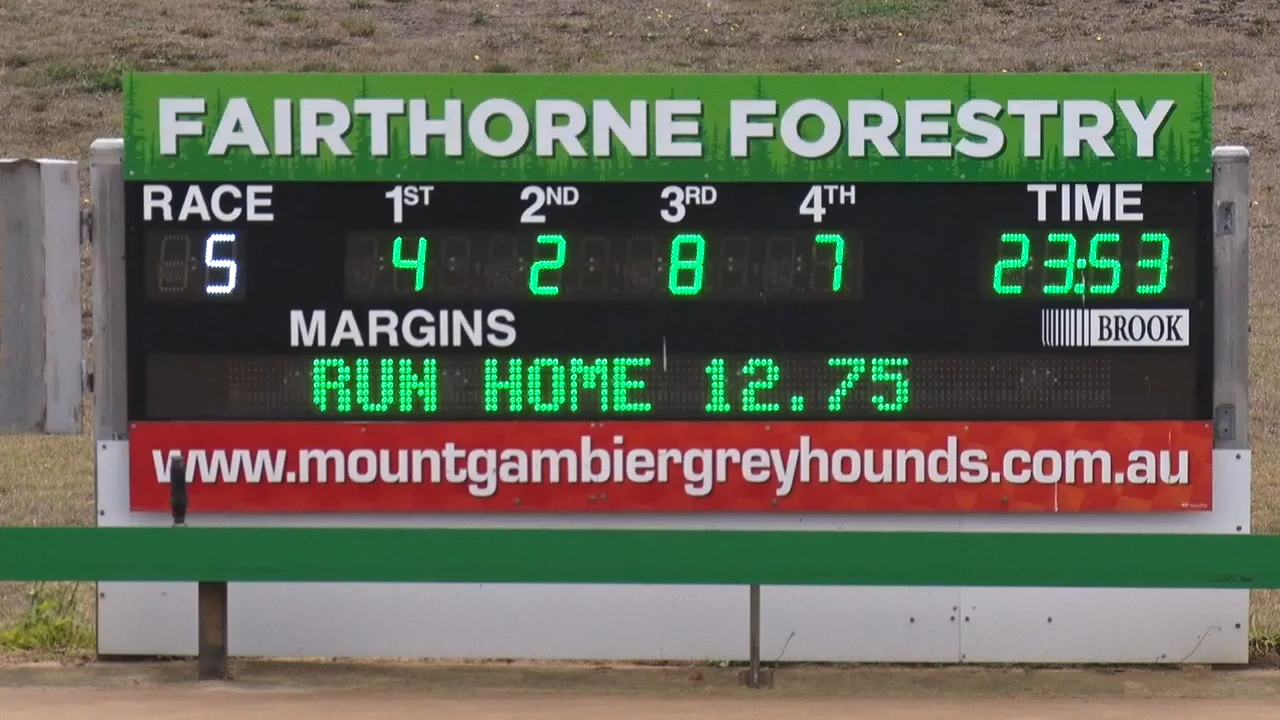 FAIRTHORNE FORESTRY
RACE 1ST 2ND 3RD 4TH TIME
5 4 2 8 7 23:53
MARGINS BROOK
RUN HOME 12.75
www.mountgambiergreyhounds.com.au